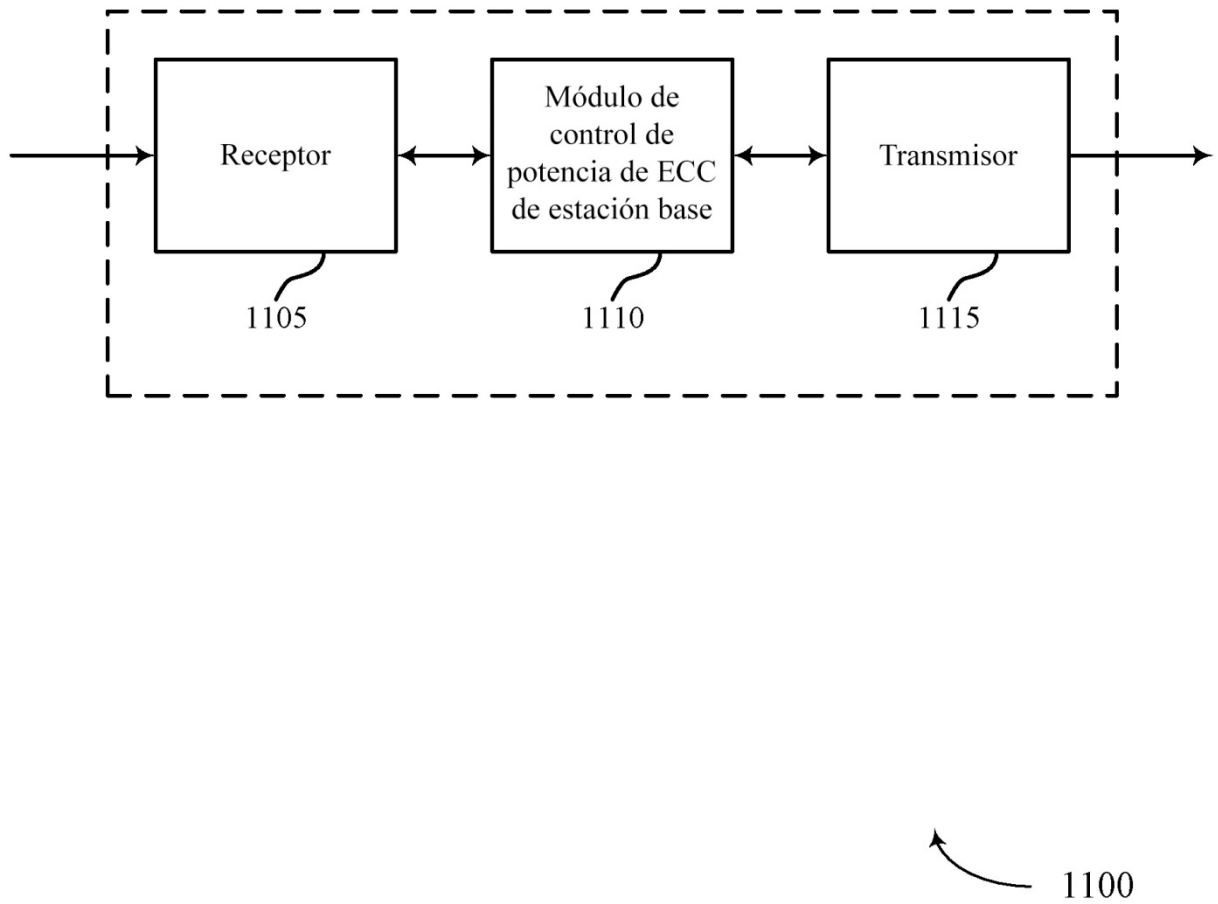 Receptor
Módulo de
control de
potencia de ECC
de estación base
Transmisor
1105
1110
1115
1100